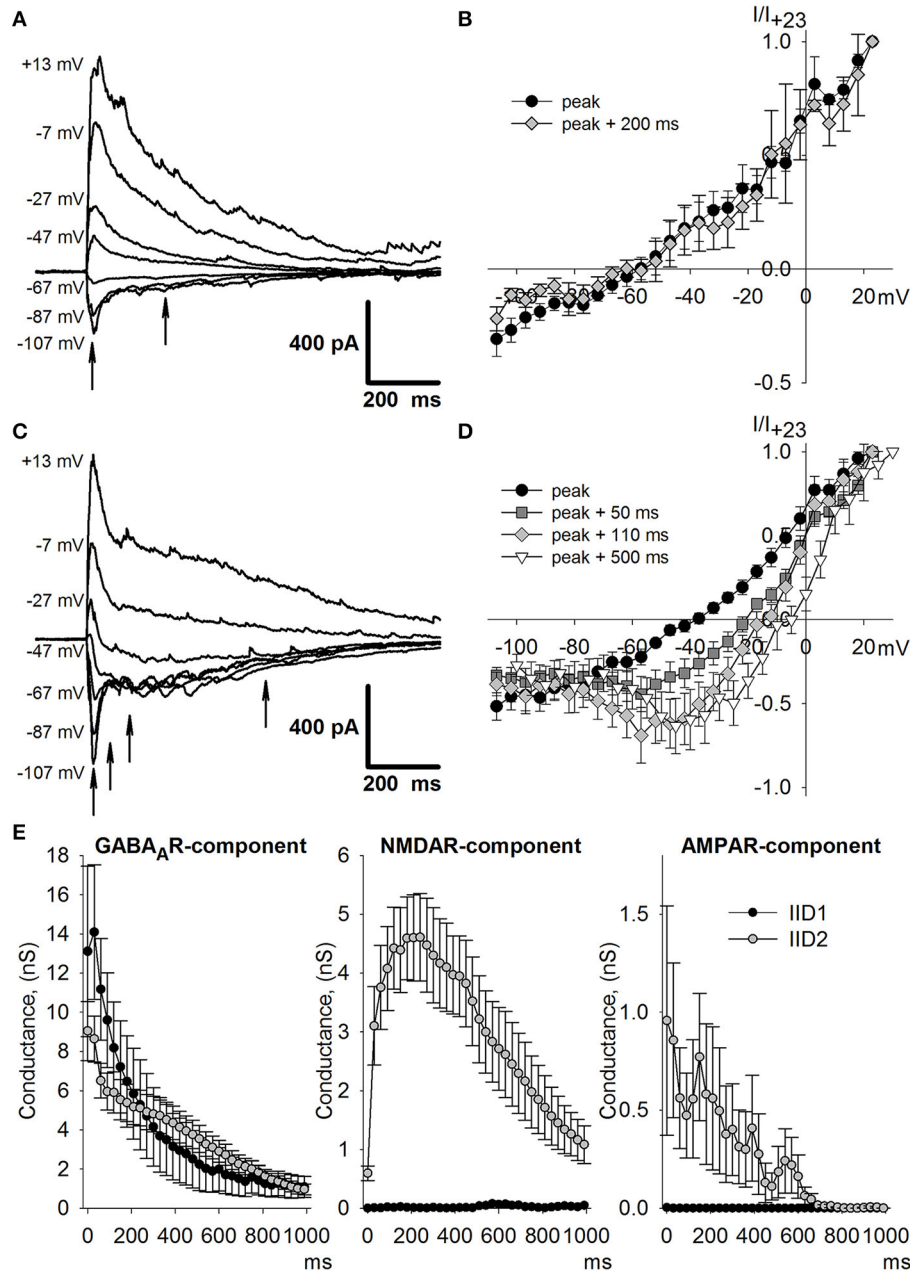 A
+13 mV
-7 mV
-27 mV
-47 mV
-67 mV
-87 mV
-107 mV
400 pA
200 ms
B
I/I+23
1.0
peak
peak + 200 ms
0.0
-60 -40 -20 0 20 mV
-0.5
C
+13 mV
-7 mV
-27 mV
-47 mV
-67 mV
-87 mV
-107 mV
400 pA
200 ms
D
I/I+23
1.0
peak
peak + 50 ms
peak + 110 ms
peak + 500 ms
0.5
0.0
-100 -80 -60 -40 -20 0 20 mV
-0.5
-1.0
E
GABAAR-component
18
16
14
12
10
8
6
4
2
0
Conductance, (nS)
0 200 400 600 800 1000
ms
NMDAR-component
6
5
4
3
2
1
0
Conductance, (nS)
0 200 400 600 800 1000
ms
AMPAR-component
IID1
IID2
1.5
1.0
0.5
0.0
Conductance, (nS)
0 200 400 600 800 1000
ms